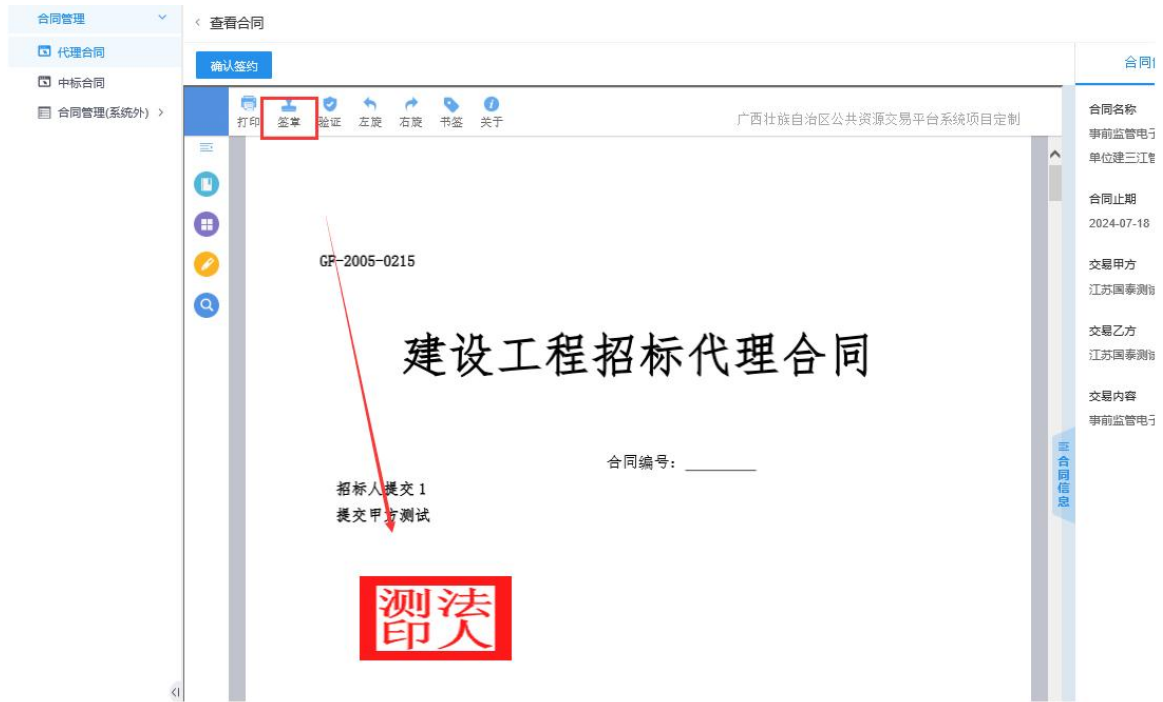 合同管理
代理合同
中标合同
合同管理(系统外)
查看合同
确认签约
打印 签章 验证 左旋 右旋 书签 关于
广西壮族自治区公共资源交易平台系统项目定制
GF-2005-0215
建设工程招标代理合同
合同编号：
招标人提交 1
提交甲方测试
测法
印人
合同信息
合同
合同名称
事前监管电子
单位建三江
合同止期
2024-07-18
交易甲方
江苏国泰测
交易乙方
江苏国泰测
交易内容
事前监管电子